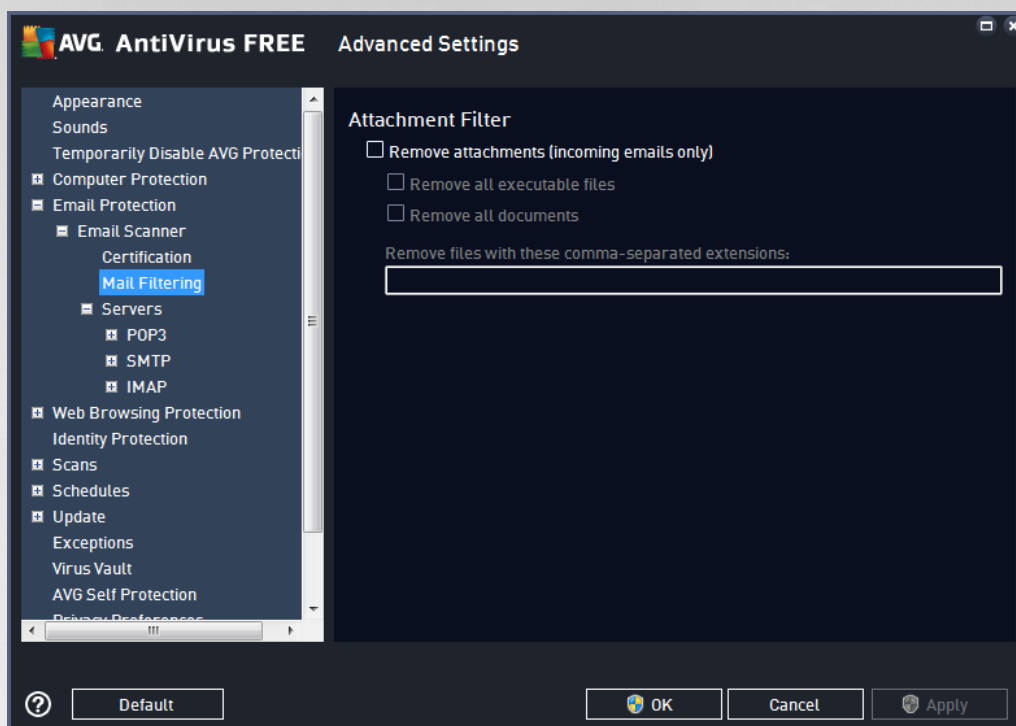 AVG. AntiVirus FREE Advanced Settings
Appearance
Sounds
Temporarily Disable AVG Protecti
Computer Protection
Email Protection
Email Scanner
Certification
Mail Filtering
Servers
POP3
SMTP
IMAP
Web Browsing Protection
Identity Protection
Scans
Schedules
Update
Exceptions
Virus Vault
AVG Self Protection
Privacy Preferences
Attachment Filter
Remove attachments (incoming emails only)
Remove all executable files
Remove all documents
Remove files with these comma-separated extensions:
? Default OK Cancel Apply